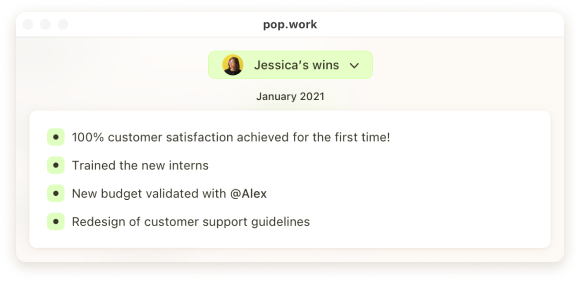 pop.work
Jessica's wins
January 2021
100% customer satisfaction achieved for the first time!
Trained the new interns
New budget validated with @Alex
Redesign of customer support guidelines